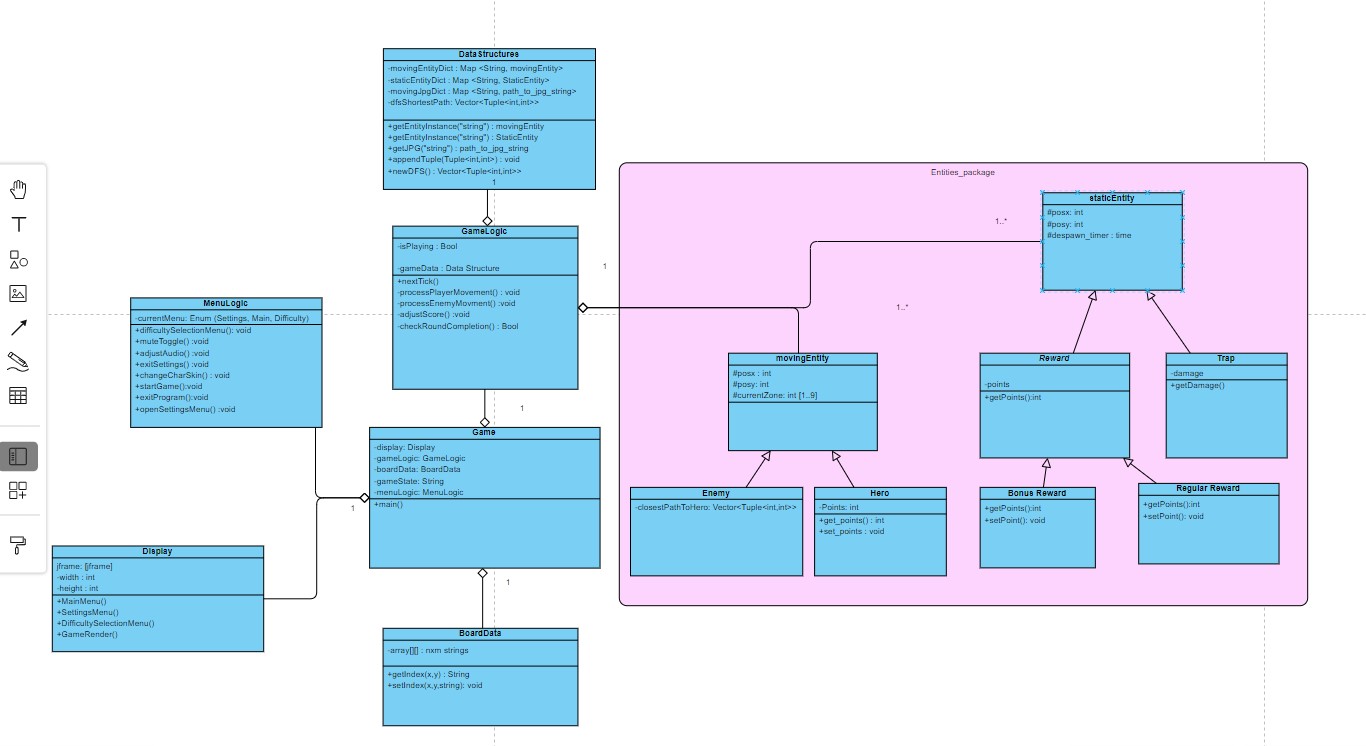 DataStructures
-movingEntityDict : Map <String, movingEntity>
-staticEntityDict : Map <String, StaticEntity>
-movingJpgDict : Map <String, path_to_jpg_string>
-dfsShortestPath: Vector<Tuple<int,int>>
+getEntityInstance("string") : movingEntity
+getEntityInstance("string") : StaticEntity
+getJPG("string") : path_to_jpg_string
+appendTuple(Tuple<int,int>) : void
+newDFS() : Vector<Tuple<int,int>>
1
GameLogic
-isPlaying : Bool
-gameData : Data Structure
+nextTick()
-processPlayerMovement() : void
-processEnemyMovment() :void
-adjustScore() :void
-checkRoundCompletion() : Bool
1
1
1..*
1..*
MenuLogic
-currentMenu: Enum (Settings, Main, Difficulty)
+difficultySelectionMenu(): void
+muteToggle() : void
+adjustAudio() : void
+exitSettings() :void
+changeCharSkin() : void
+startGame():void
+exitProgram():void
+openSettingsMenu() :void
Game
-display: Display
-gameLogic: GameLogic
-boardData: BoardData
-gameState: String
-menuLogic: MenuLogic
+main()
1
1
Display
jframe: [jframe]
-width : int
-height : int
+MainMenu()
+SettingsMenu()
+DifficultySelectionMenu()
+GameRender()
BoardData
-array[][] : nxm strings
+getIndex(x,y) : String
+setIndex(x,y,string): void
Entities_package
staticEntity
#posx: int
#posy: int
#despawn_timer : time
movingEntity
#posx : int
#posy: int
#currentZone: int [1..9]
Reward
-points
+getPoints():int
Trap
-damage
+getDamage()
Enemy
-closestPathToHero: Vector<Tuple<int,int>>
Hero
-Points: int
+get_points() : int
+set_points : void
Bonus Reward
+getPoints():int
+setPoint(): void
Regular Reward
+getPoints():int
+setPoint(): void